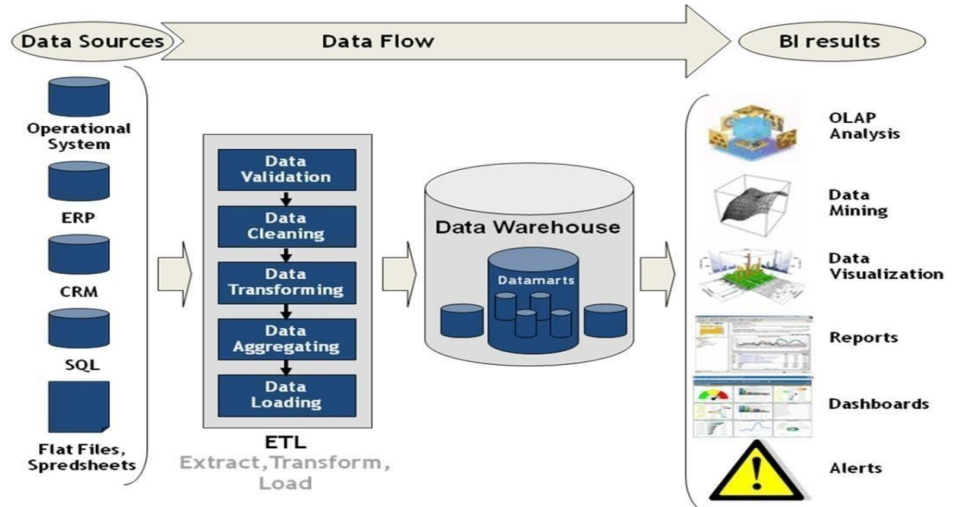 Data Sources
Data Flow
BI results
Operational
System
ERP
CRM
SQL
Flat Files,
Spredsheets
Data
Validation
Data
Cleaning
Data
Transforming
Data
Aggregating
Data
Loading
ETL
Extract,Transform,
Load
Data Warehouse
Datamarts
OLAP
Analysis
Data
Mining
Data
Visualization
Reports
Dashboards
Alerts